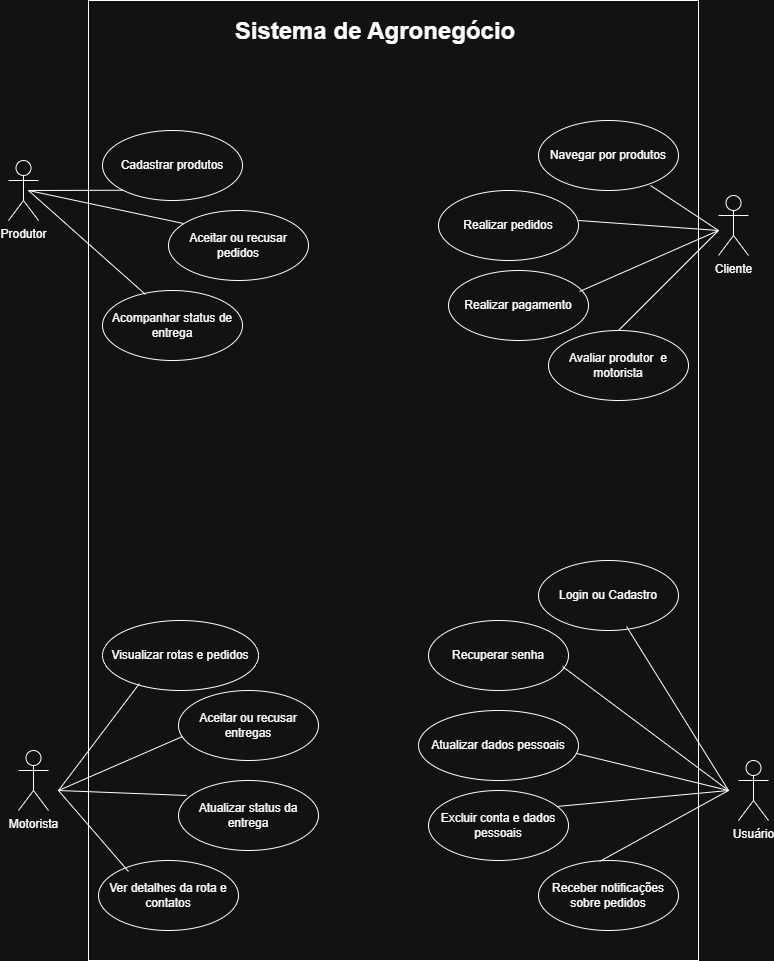 Sistema de Agronegócio
Cadastrar produtos
Produtor
Aceitar ou recusar
pedidos
Acompanhar status de
entrega
Navegar por produtos
Realizar pedidos
Cliente
Realizar pagamento
Avaliar produtor e
motorista
Visualizar rotas e pedidos
Aceitar ou recusar
entregas
Motorista
Atualizar status da
entrega
Ver detalhes da rota e
contatos
Login ou Cadastro
Recuperar senha
Atualizar dados pessoais
Excluir conta e dados
pessoais
Usuário
Receber notificações
sobre pedidos